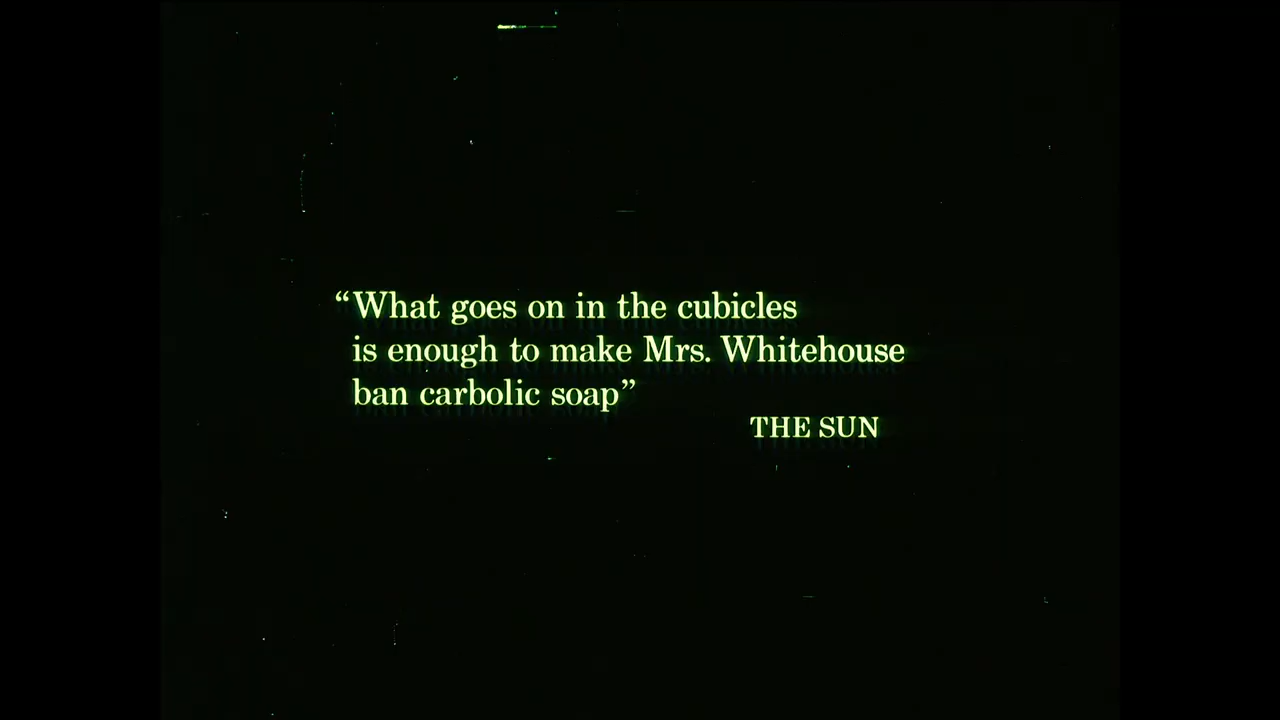 “What goes on in the cubicles
is enough to make Mrs. Whitehouse
ban carbolic soap”
THE SUN